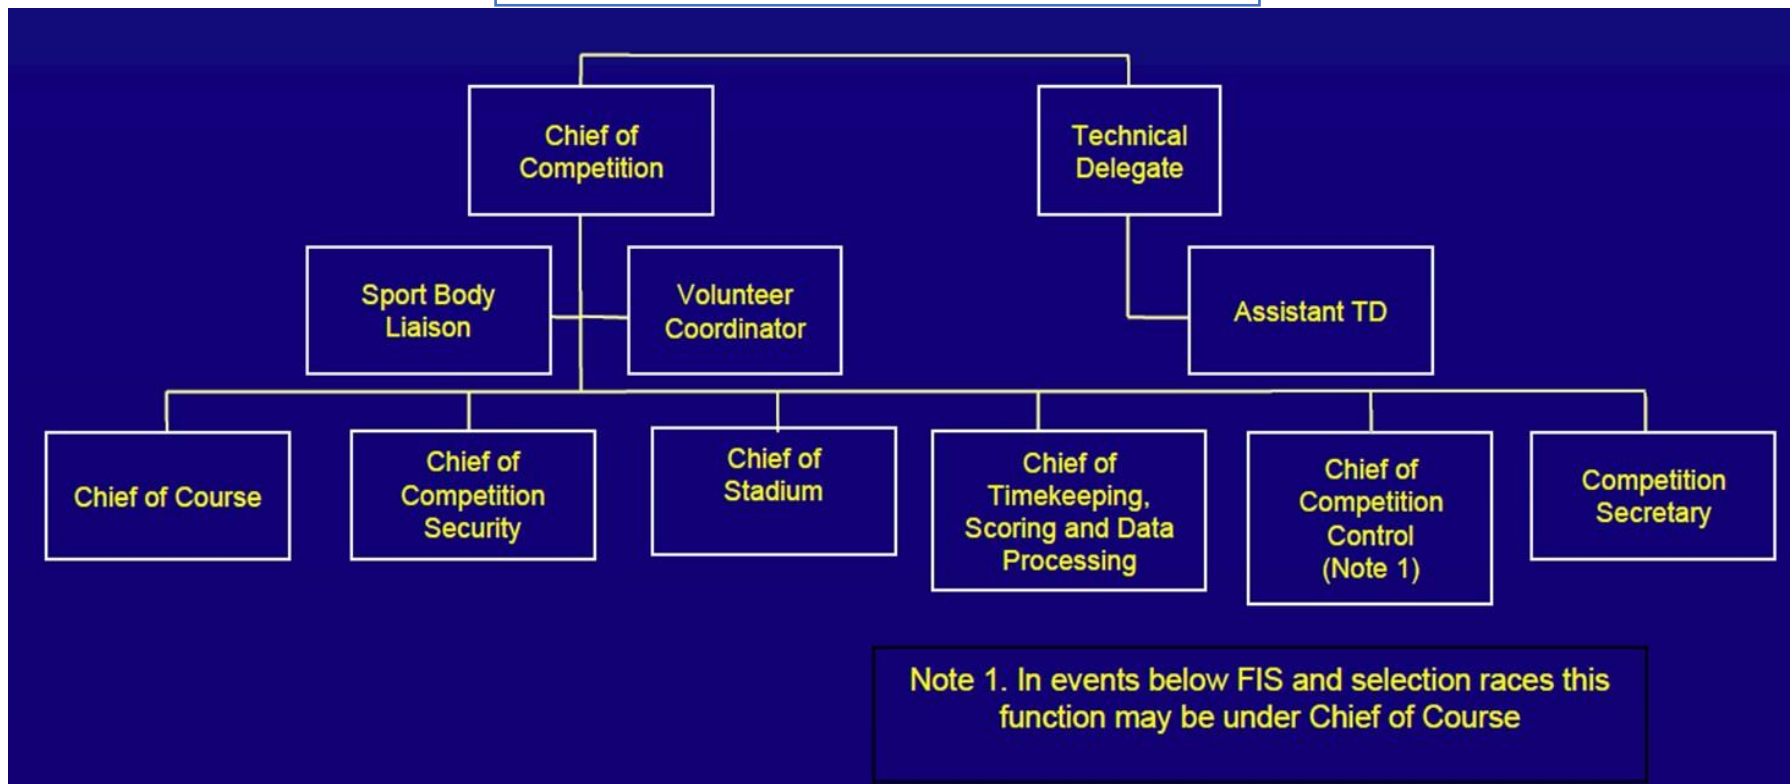 Chief of
Competition
Technical
Delegate
Sport Body
Liaison
Volunteer
Coordinator
Assistant TD
Chief of Course
Chief of
Competition
Security
Chief of
Stadium
Chief of
Timekeeping,
Scoring and Data
Processing
Chief of
Competition
Control
(Note 1)
Competition
Secretary
Note 1. In events below FIS and selection races this
function may be under Chief of Course